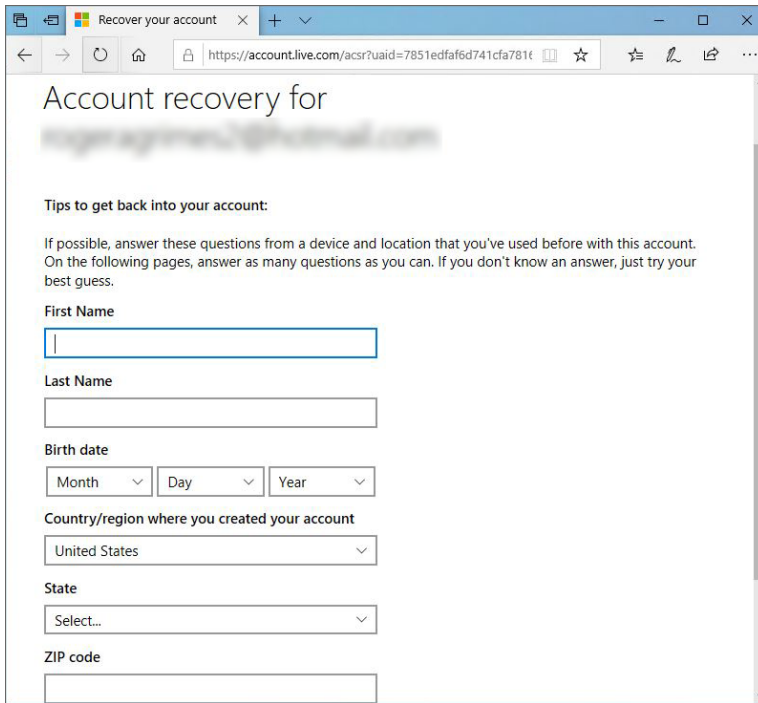 Recover your account
https://account.live.com/acsr?uaid=7851edfaf6d741cfa7816
Account recovery for
Tips to get back into your account:
If possible, answer these questions from a device and location that you've used before with this account.
On the following pages, answer as many questions as you can. If you don't know an answer, just try your
best guess.
First Name
Last Name
Birth date
Month Day Year
Country/region where you created your account
United States
State
Select...
ZIP code